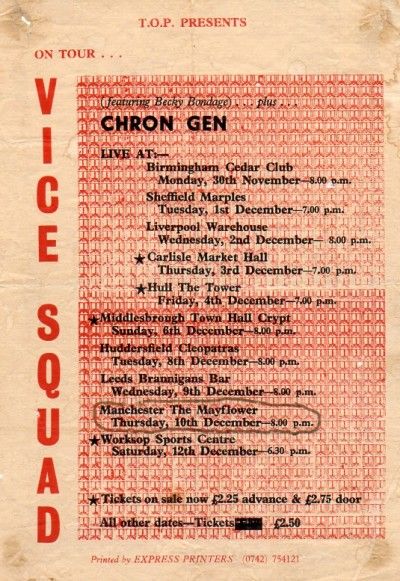 T.O.P. PRESENTS
ON TOUR . . .
VICE SQUAD
(featuring Becky Bondage) . . . . plus . . .
CHRON GEN
LIVE AT:—
Birmingham Cedar Club
Monday, 30th November—8.00 p.m.
Sheffield Marples
Tuesday, 1st December—7.00 p.m.
Liverpool Warehouse
Wednesday, 2nd December— 8.00 p.m.
★ Carlisle Market Hall
Thursday, 3rd December—7.00 p.m.
★ Hull The Tower
Friday, 4th December—7.00 p.m.
★ Middlesbrough Town Hall Crypt
Sunday, 6th December—8.00 p.m.
Huddersfield Cleopatras
Tuesday, 8th December—8.00 p.m.
Leeds Brannigans Bar
Wednesday, 9th December—8.00 p.m.
Manchester The Mayflower
Thursday, 10th December—8.00 p.m.
★ Worksop Sports Centre
Saturday, 12th December—6.30 p.m.
★ Tickets on sale now £2.25 advance & £2.75 door
All other dates—Tickets £2.50
Printed by EXPRESS PRINTERS (0742) 754121